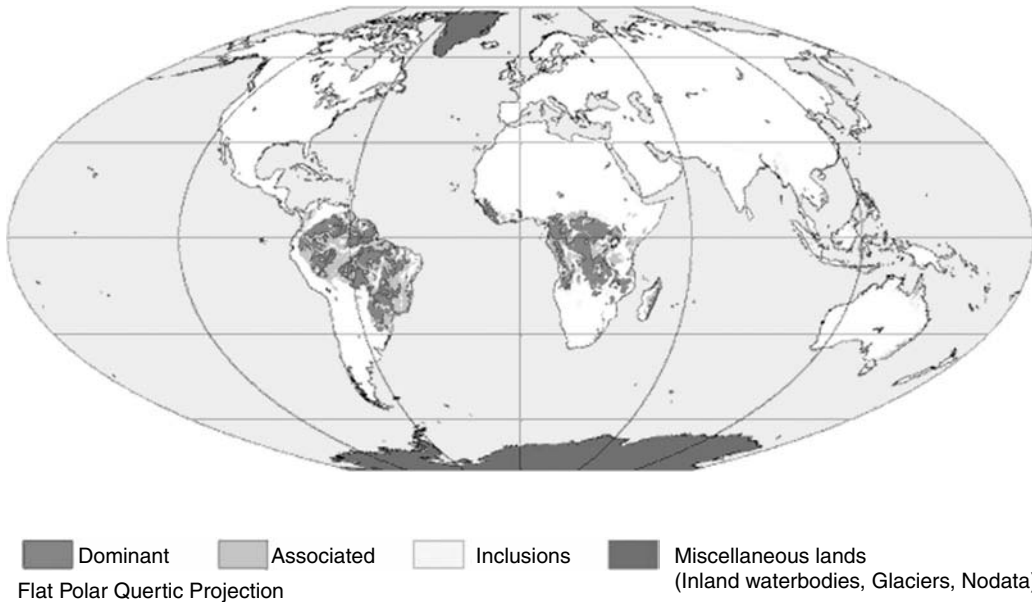 Dominant Associated Inclusions Miscellaneous lands
(Inland waterbodies, Glaciers, Nodata)
Flat Polar Quertic Projection